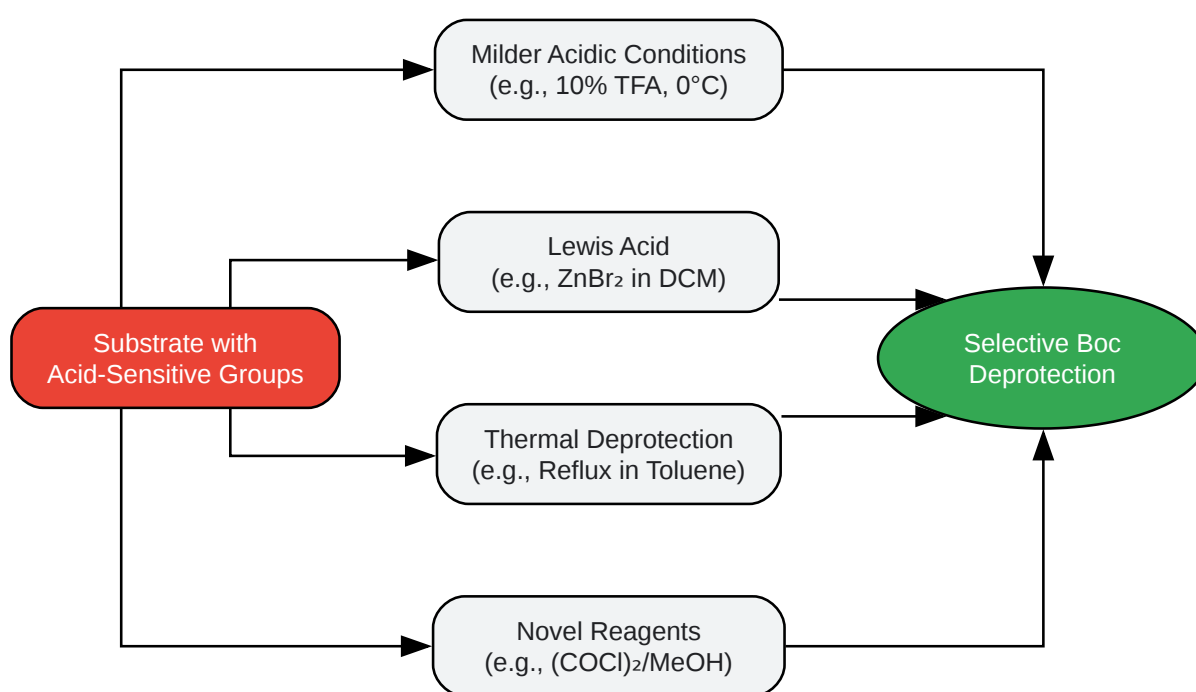 Milder Acidic Conditions
(e.g., 10% TFA, 0°C)
Lewis Acid
(e.g., ZnBr₂ in DCM)
Substrate with
Acid-Sensitive Groups
Selective Boc
Deprotection
Thermal Deprotection
(e.g., Reflux in Toluene)
Novel Reagents
(e.g., (COCl)₂/MeOH)